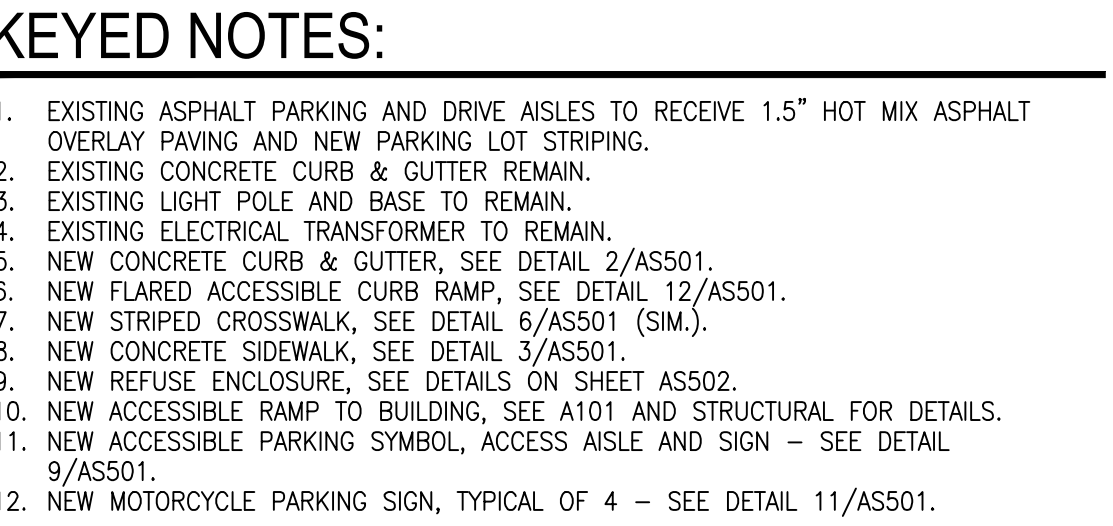 KEYED NOTES:
1. EXISTING ASPHALT PARKING AND DRIVE AISLES TO RECEIVE 1.5" HOT MIX ASPHALT
OVERLAY PAVING AND NEW PARKING LOT STRIPING.
2. EXISTING CONCRETE CURB & GUTTER REMAIN.
3. EXISTING LIGHT POLE AND BASE TO REMAIN.
4. EXISTING ELECTRICAL TRANSFORMER TO REMAIN.
5. NEW CONCRETE CURB & GUTTER, SEE DETAIL 2/AS501.
6. NEW FLARED ACCESSIBLE CURB RAMP, SEE DETAIL 12/AS501.
7. NEW STRIPED CROSSWALK, SEE DETAIL 6/AS501 (SIM.).
8. NEW CONCRETE SIDEWALK, SEE DETAIL 3/AS501.
9. NEW REFUSE ENCLOSURE, SEE DETAILS ON SHEET AS502.
10. NEW ACCESSIBLE RAMP TO BUILDING, SEE A101 AND STRUCTURAL FOR DETAILS.
11. NEW ACCESSIBLE PARKING SYMBOL, ACCESS AISLE AND SIGN – SEE DETAIL
9/AS501.
12. NEW MOTORCYCLE PARKING SIGN, TYPICAL OF 4 – SEE DETAIL 11/AS501.